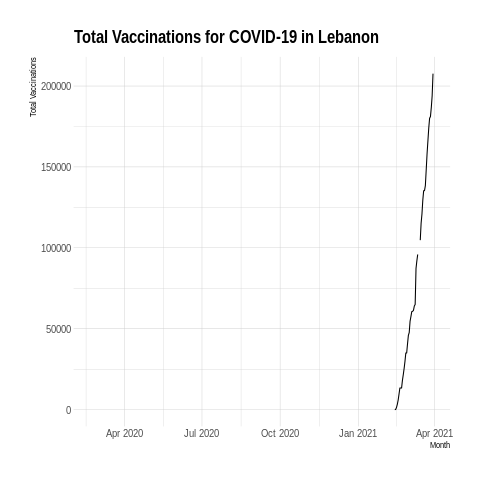 Total Vaccinations for COVID-19 in Lebanon
Total Vaccinations
200000
150000
100000
50000
0
Apr 2020 Jul 2020 Oct 2020 Jan 2021 Apr 2021
Month